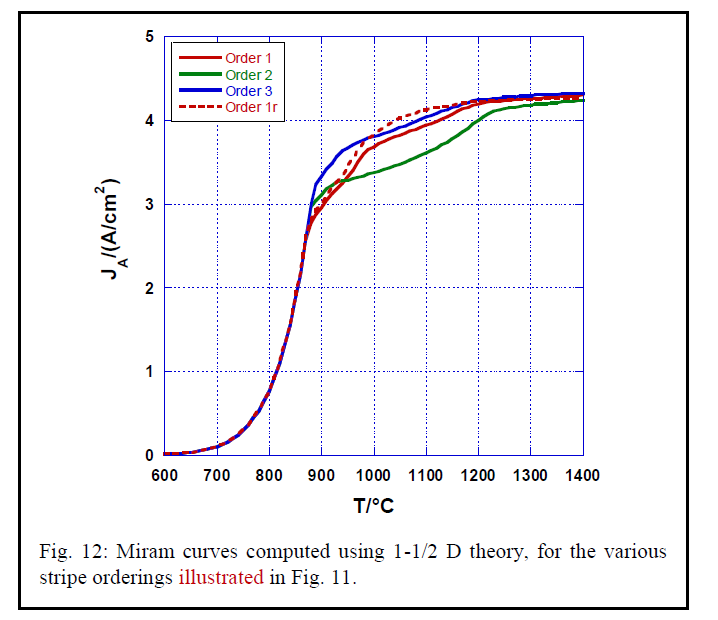 5
Order 1
Order 2
Order 3
Order 1r
4
3
2
1
0
J_A/(A/cm²)
600 700 800 900 1000 1100 1200 1300 1400
T/°C
Fig. 12: Miram curves computed using 1-1/2 D theory, for the various
stripe orderings illustrated in Fig. 11.